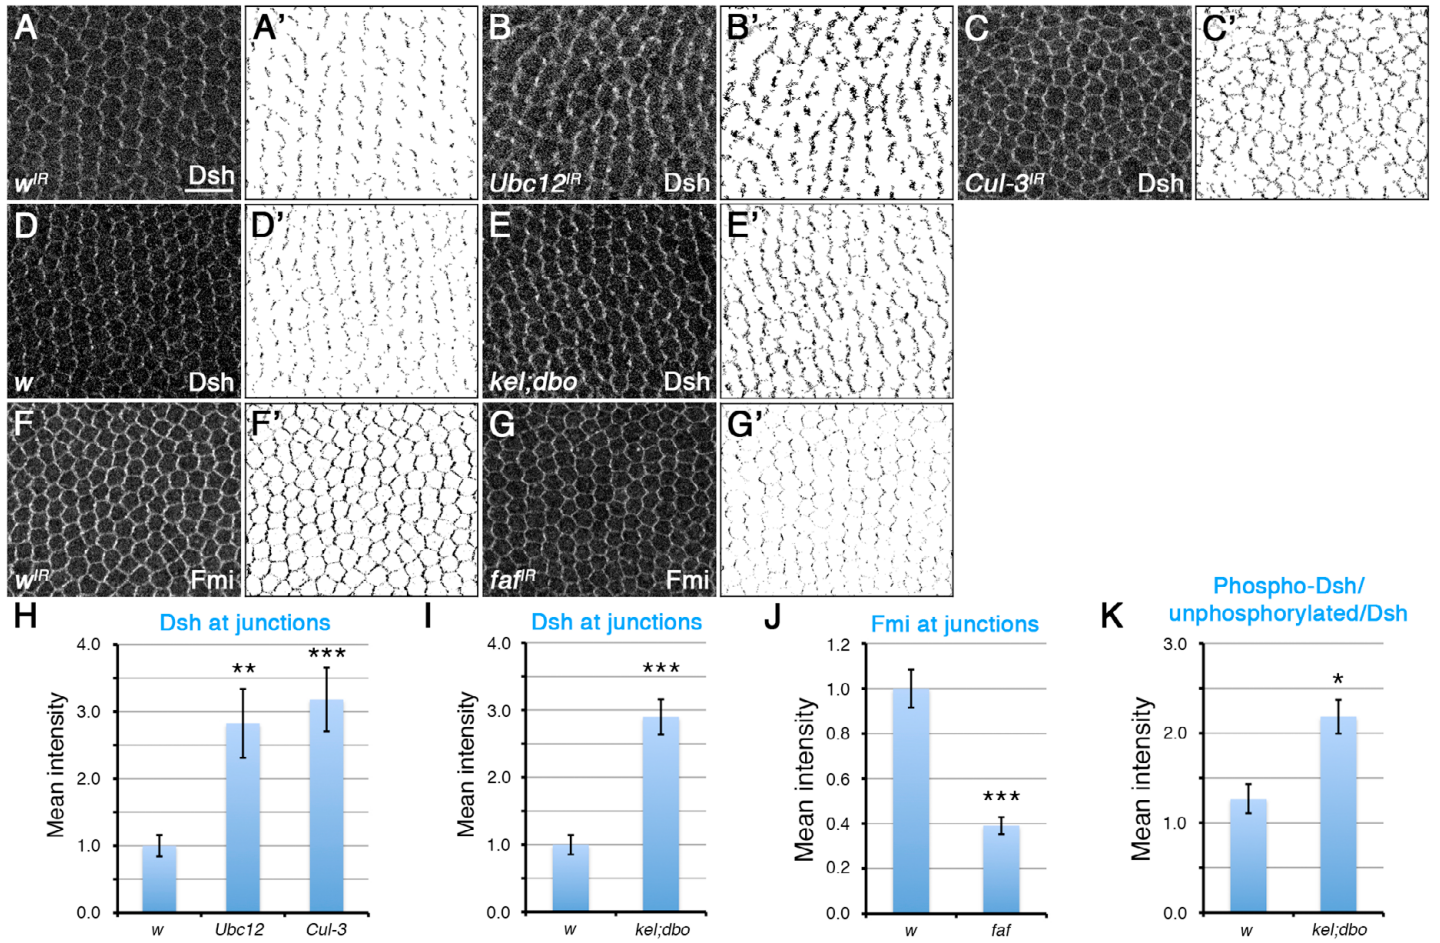 A A' B B' C C'
w^IR Dsh Ubc12^IR Dsh Cul-3^IR Dsh
D D' E E'
w Dsh kel;dbo Dsh
F F' G G'
w^IR Fmi faf^IR Fmi
H
Dsh at junctions
Mean intensity
4.0
3.0
2.0
1.0
0.0
** ***
w Ubc12 Cul-3
I
Dsh at junctions
Mean intensity
4.0
3.0
2.0
1.0
0.0
***
w kel;dbo
J
Fmi at junctions
Mean intensity
1.2
1.0
0.8
0.6
0.4
0.2
0.0
***
w faf
K
Phospho-Dsh/
unphosphorylated/Dsh
Mean intensity
3.0
2.0
1.0
0.0
*
w kel;dbo